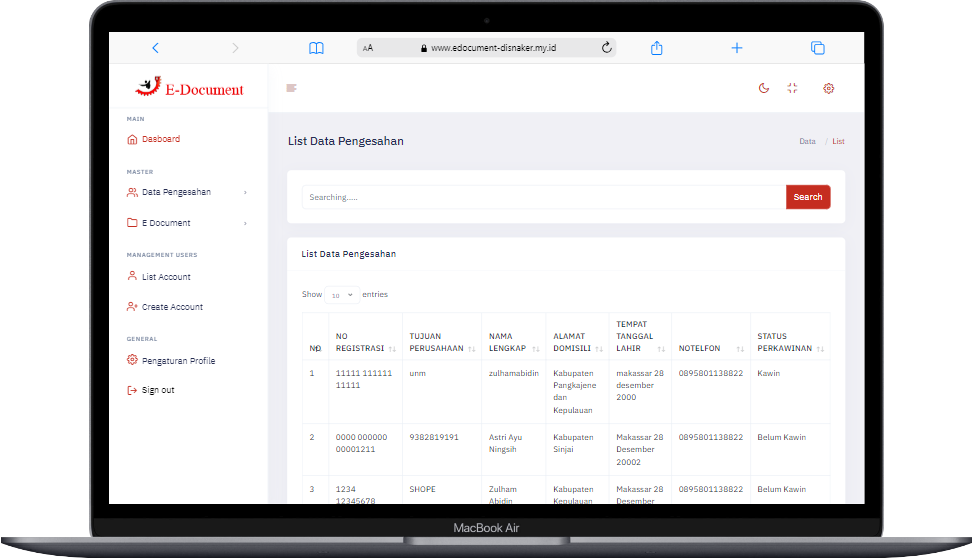 AA www.edocument-disnaker.my.id
E-Document
MAIN
Dasboard
MASTER
Data Pengesahan
E Document
MANAGEMENT USERS
List Account
Create Account
GENERAL
Pengaturan Profile
Sign out
List Data Pengesahan
Data / List
Searching.....
Search
List Data Pengesahan
Show 10 entries
NO
NO REGISTRASI
TUJUAN PERUSAHAAN
NAMA LENGKAP
ALAMAT DOMISILI
TEMPAT TANGGAL LAHIR
NOTELFON
STATUS PERKAWINAN
1
11111 111111 11111
unm
zulhamabidin
Kabupaten Pangkajene dan Kepulauan
makassar 28 desember 2000
0895801138822
Kawin
2
0000 000000 00001211
9382819191
Astri Ayu Ningsih
Kabupaten Sinjai
Makassar 28 Desember 20002
0895801138822
Belum Kawin
3
1234 12345678
SHOPE
Zulham Abidin
Kabupaten Kepulauan
Makassar 28 Desember
0895801138822
Belum Kawin
MacBook Air